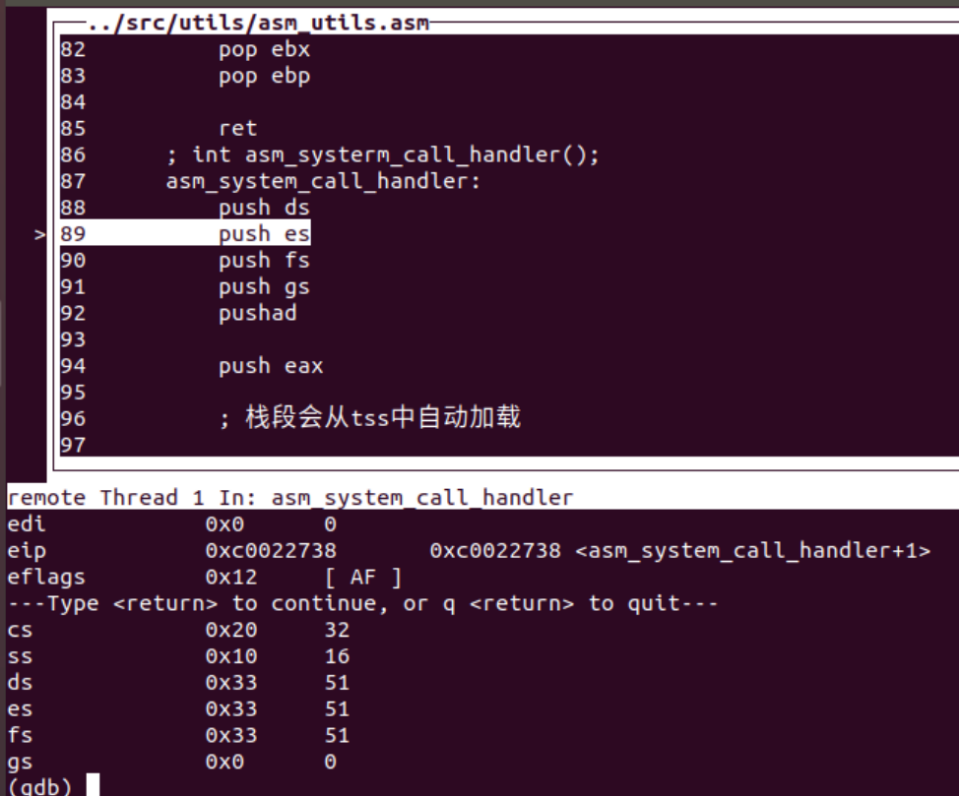 ../src/utils/asm_utils.asm
82 pop ebx
83 pop ebp
84
85 ret
86 ; int asm_systerm_call_handler();
87 asm_system_call_handler:
88 push ds
> 89 push es
90 push fs
91 push gs
92 pushad
93
94 push eax
95
96 ; 栈段会从tss中自动加载
97
remote Thread 1 In: asm_system_call_handler
edi 0x0 0
eip 0xc0022738 0xc0022738 <asm_system_call_handler+1>
eflags 0x12 [ AF ]
---Type <return> to continue, or q <return> to quit---
cs 0x20 32
ss 0x10 16
ds 0x33 51
es 0x33 51
fs 0x33 51
gs 0x0 0
(gdb)